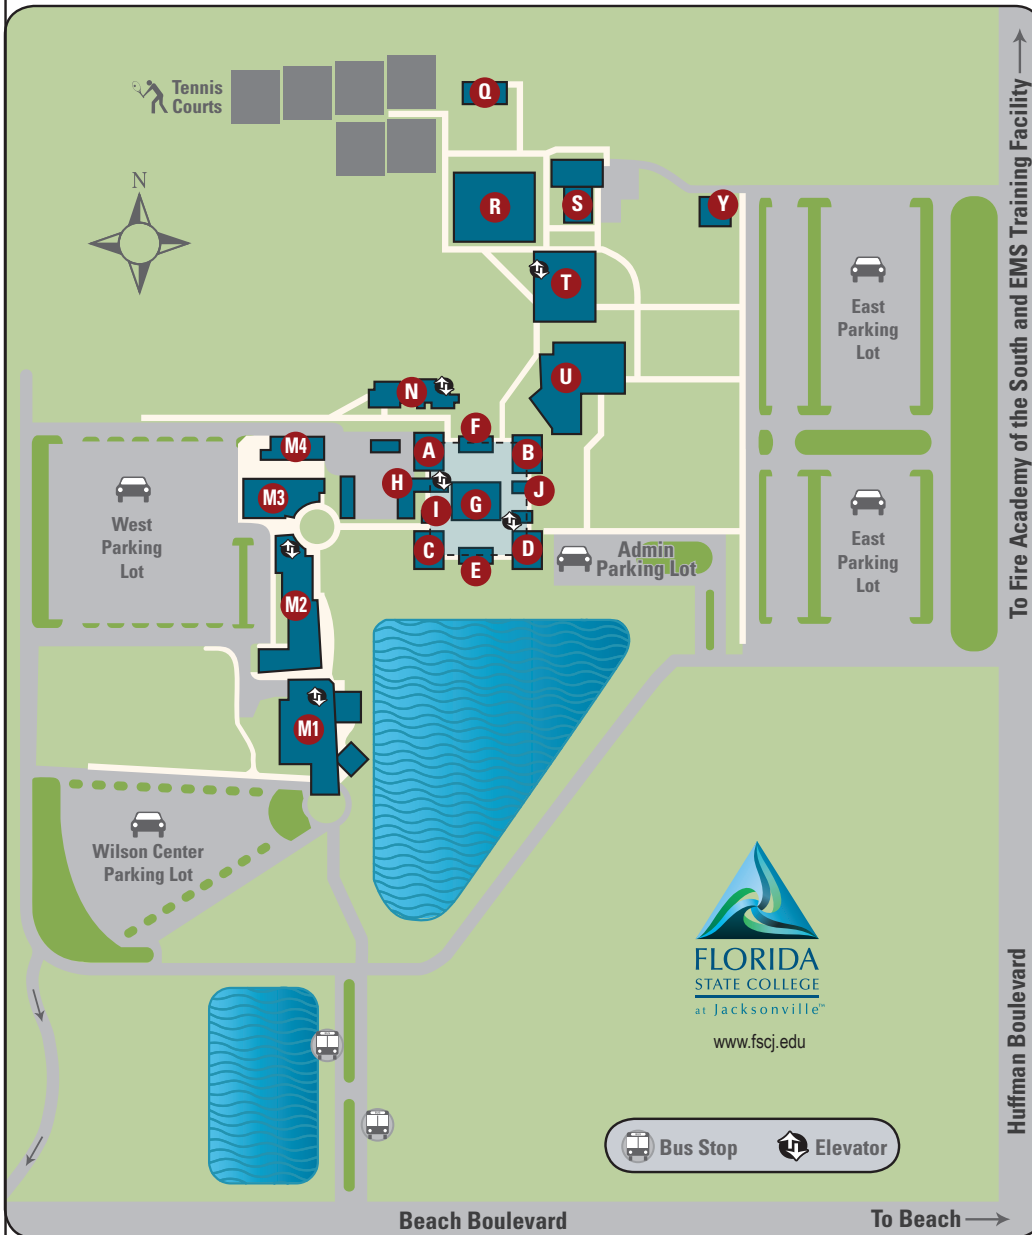 Tennis
Courts
Q
N
R
S
Y
T
East
Parking
Lot
U
N
F
M4
A
B
H
J
M3
G
I
West
Parking
Lot
C
D
E
Admin
Parking Lot
East
Parking
Lot
M2
M1
Wilson Center
Parking Lot
To Fire Academy of the South and EMS Training Facility
Huffman Boulevard
FLORIDA
STATE COLLEGE
at Jacksonville™
www.fscj.edu
Bus Stop
Elevator
Beach Boulevard
To Beach